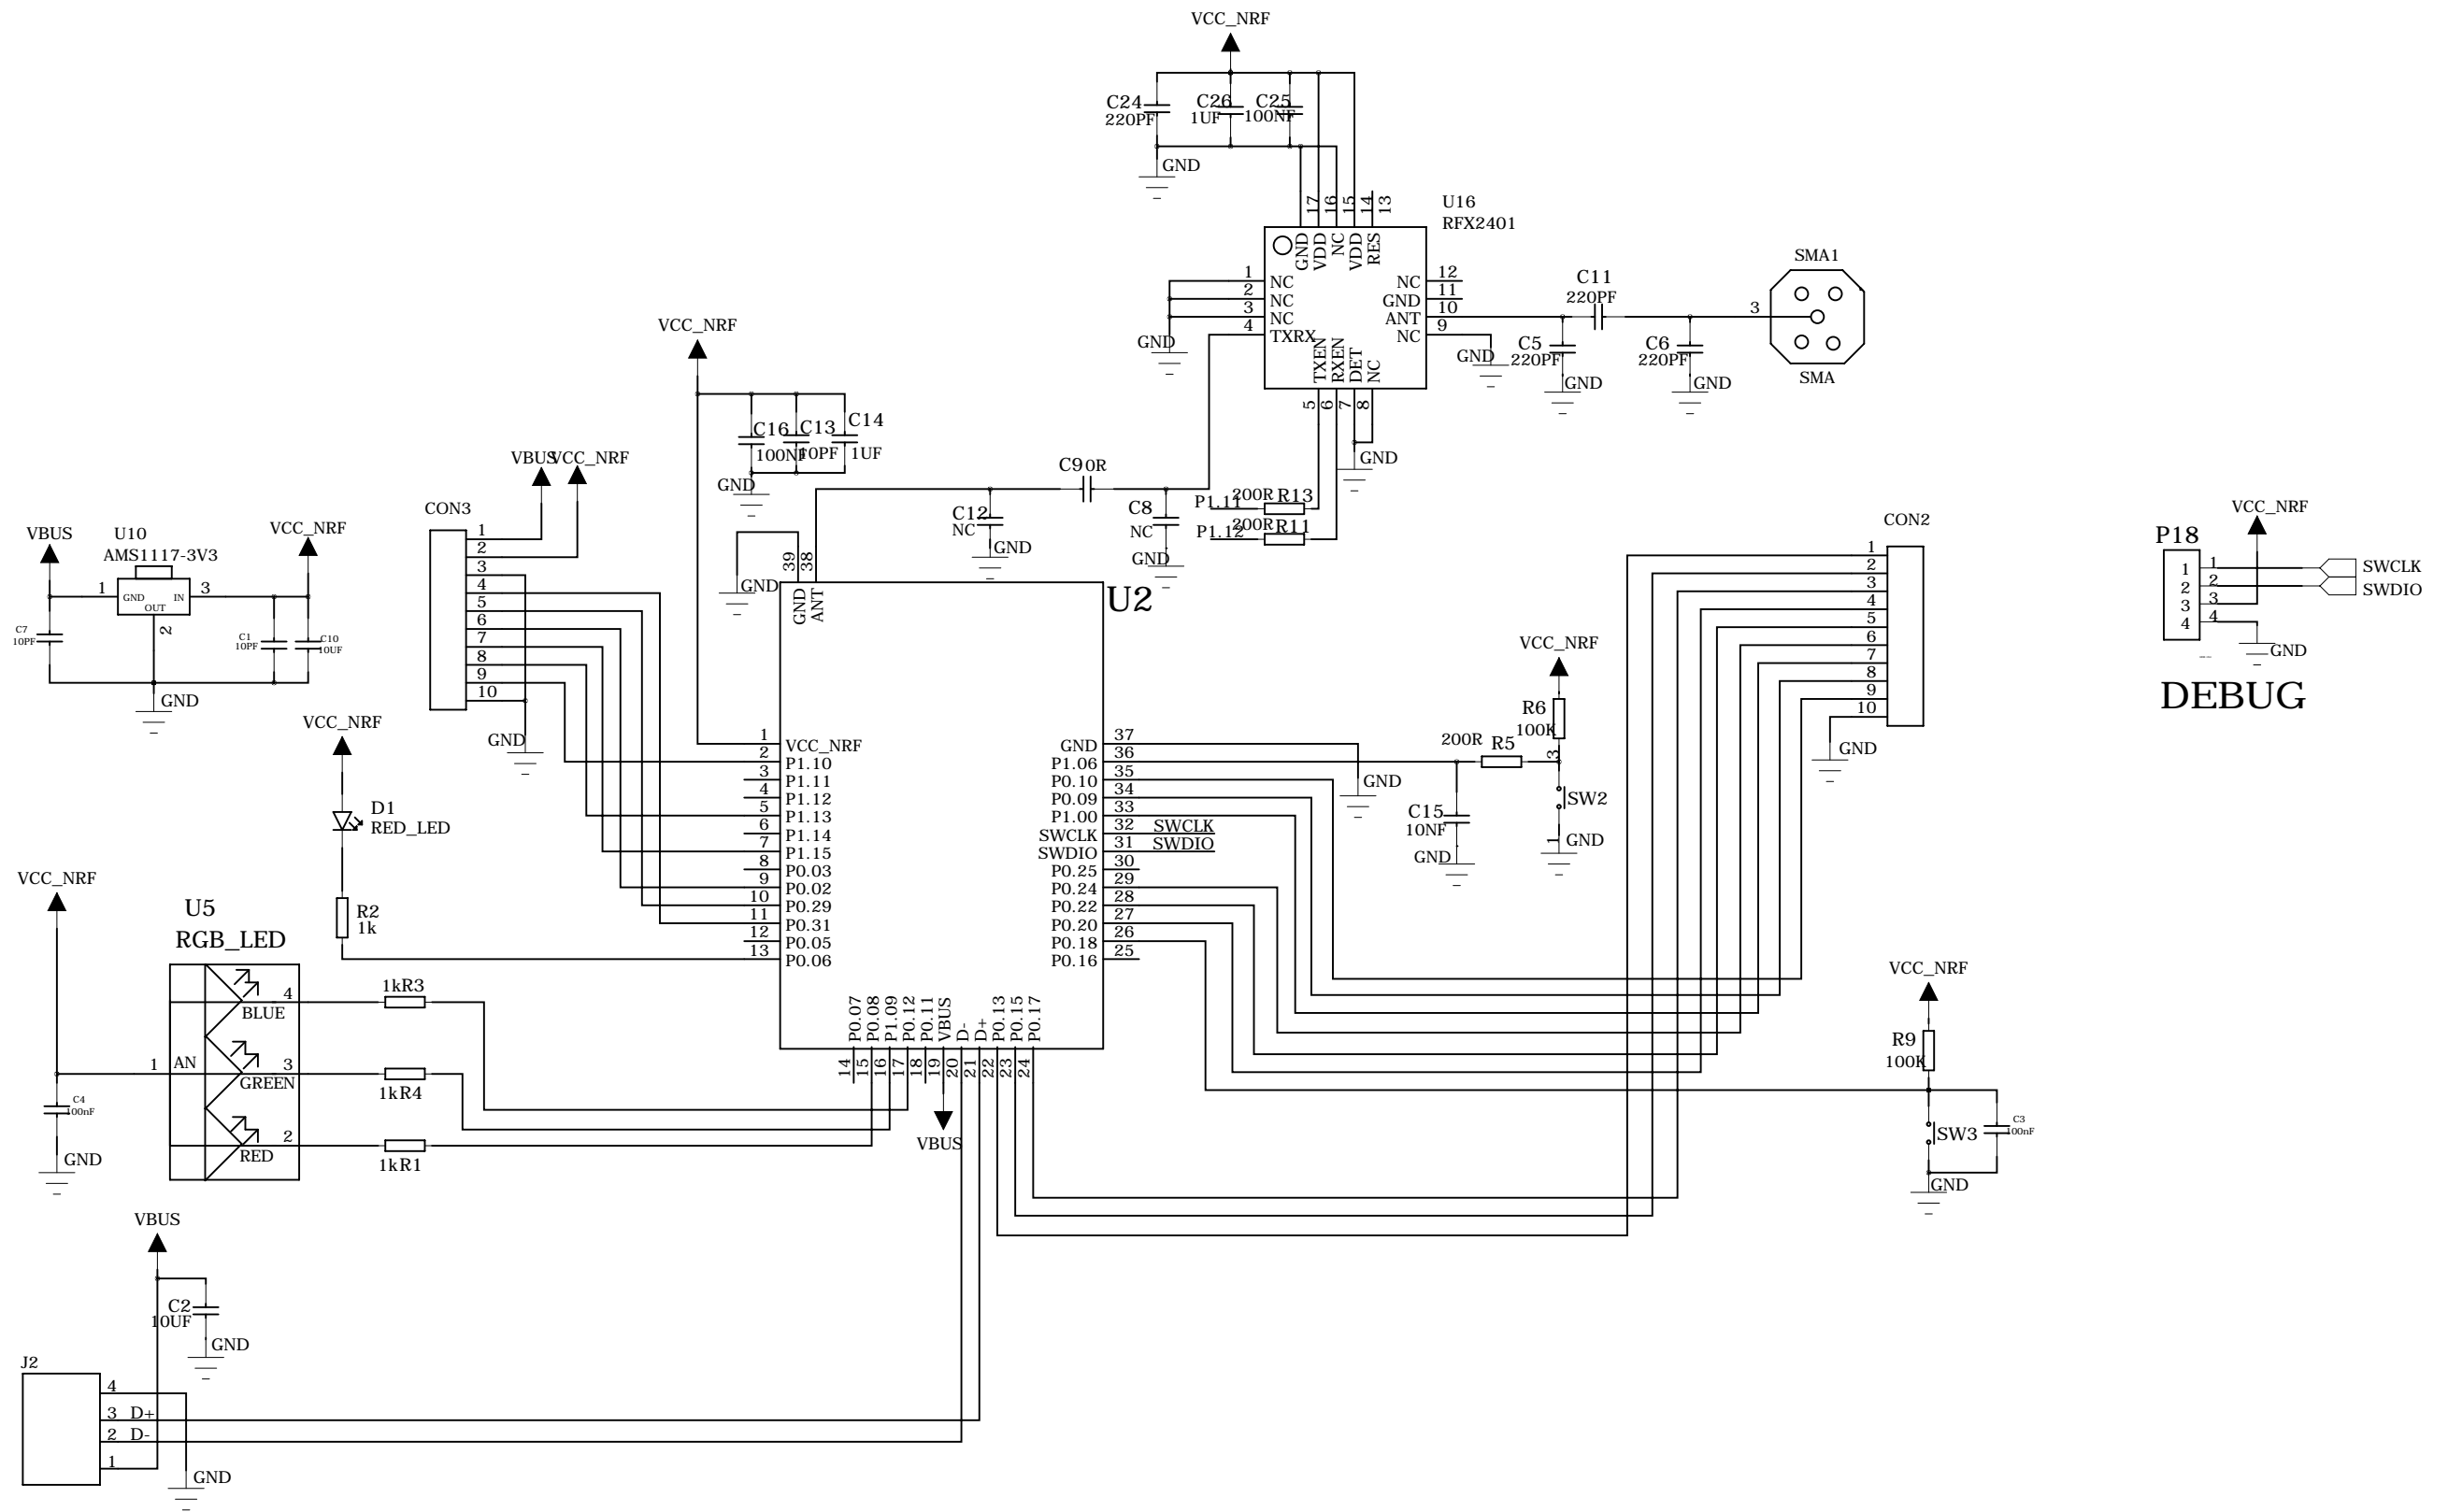 VCC_NRF
C24
220PF
C26
1UF
C25
100NF
GND
17
16
15
14
13
U16
RFX2401
GND
VDD
NC
VDD
RES
1
2
3
4
NC
NC
NC
TXRX
NC
GND
ANT
NC
12
11
10
9
TXEN
RXEN
DET
NC
5
6
7
8
GND
GND
GND
C11
220PF
C5
220PF
GND
C6
220PF
GND
3
SMA1
SMA
VCC_NRF
C16
100NF
C13
10PF
C14
1UF
GND
C9 0R
C12
NC
GND
C8
NC
GND
P1.11
200R R13
P1.12
200R R11
VBUS
VCC_NRF
CON3
1
2
3
4
5
6
7
8
9
10
GND
VBUS
U10
AMS1117-3V3
VCC_NRF
1
GND
IN
OUT
3
2
C7
10PF
C1
10PF
C10
10UF
GND
VCC_NRF
D1
RED_LED
R2
1k
VCC_NRF
U5
RGB_LED
1
AN
BLUE
GREEN
RED
4
3
2
1kR3
1kR4
1kR1
C4
100nF
GND
GND
39
38
GND
ANT
U2
1
2
3
4
5
6
7
8
9
10
11
12
13
VCC_NRF
P1.10
P1.11
P1.12
P1.13
P1.14
P1.15
P0.03
P0.02
P0.29
P0.31
P0.05
P0.06
GND
P1.06
P0.10
P0.09
P1.00
SWCLK
SWDIO
P0.25
P0.24
P0.22
P0.20
P0.18
P0.16
37
36
35
34
33
32
31
30
29
28
27
26
25
SWCLK
SWDIO
P0.07
P0.08
P1.09
P0.12
P0.11
VBUS
D-
D+
P0.13
P0.15
P0.17
14
15
16
17
18
19
20
21
22
23
24
VBUS
GND
VCC_NRF
R6
100K
200R
R5
3
SW2
1
GND
C15
10NF
GND
CON2
1
2
3
4
5
6
7
8
9
10
GND
P18
VCC_NRF
1
2
3
4
1
2
3
4
SWCLK
SWDIO
GND
DEBUG
VCC_NRF
R9
100K
SW3
C3
100nF
GND
VBUS
C2
10UF
GND
J2
4
3 D+
2 D-
1
GND